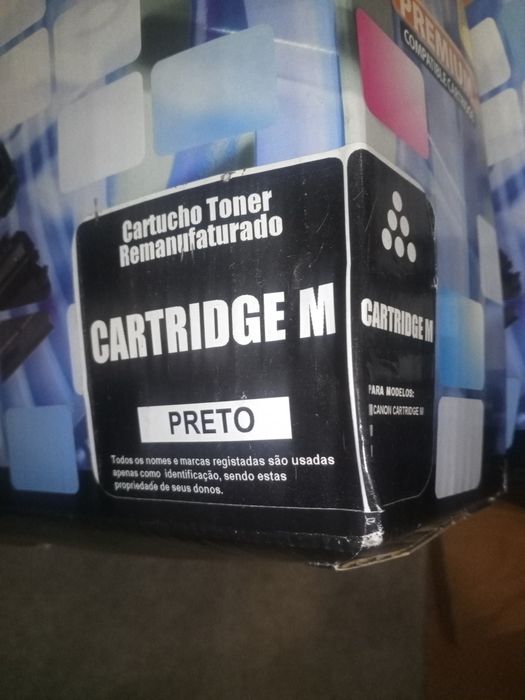 PREMIUM
COMPATIBLE
Cartucho Toner
Remanufaturado
CARTRIDGE M
PRETO
Todos os nomes e marcas registadas são usadas
apenas como identificação, sendo estas
propriedade de seus donos.
CARTRIDGE M
PARA MODELOS:
CANON CARTRIDGE M